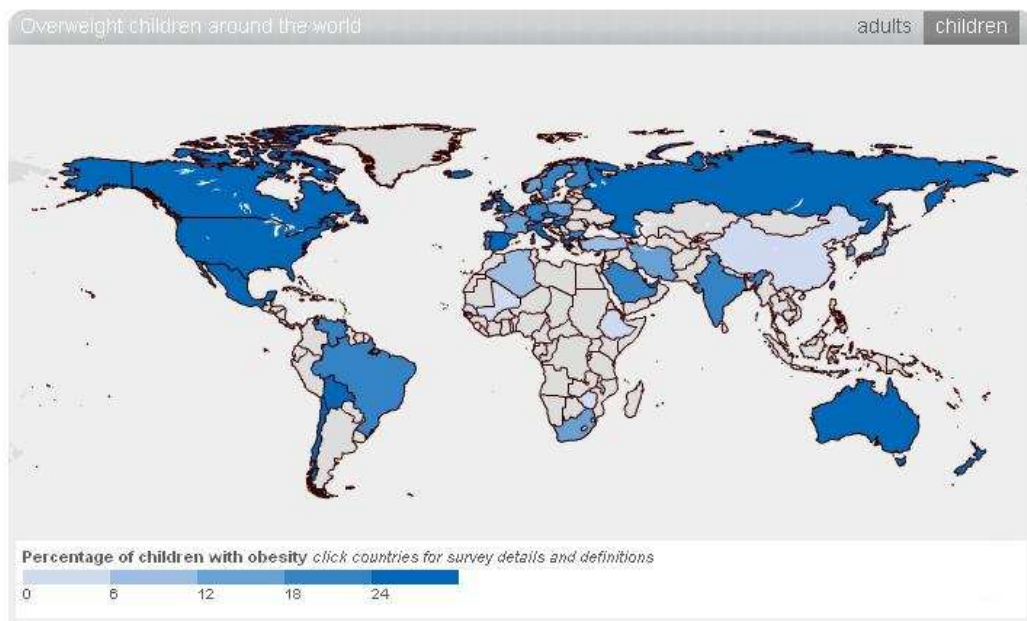 Overweight children around the world
adults children
Percentage of children with obesity click countries for survey details and definitions
0 6 12 18 24